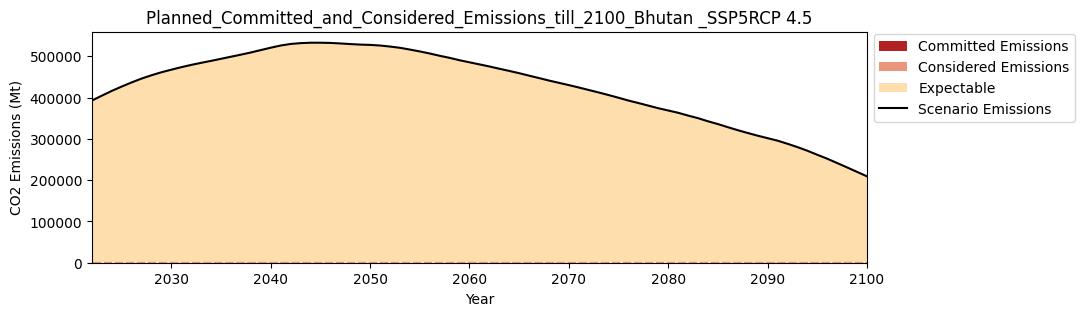 Planned_Committed_and_Considered_Emissions_till_2100_Bhutan _SSP5RCP 4.5
CO2 Emissions (Mt)
500000
400000
300000
200000
100000
0
2030 2040 2050 2060 2070 2080 2090 2100
Year
Committed Emissions
Considered Emissions
Expectable
Scenario Emissions